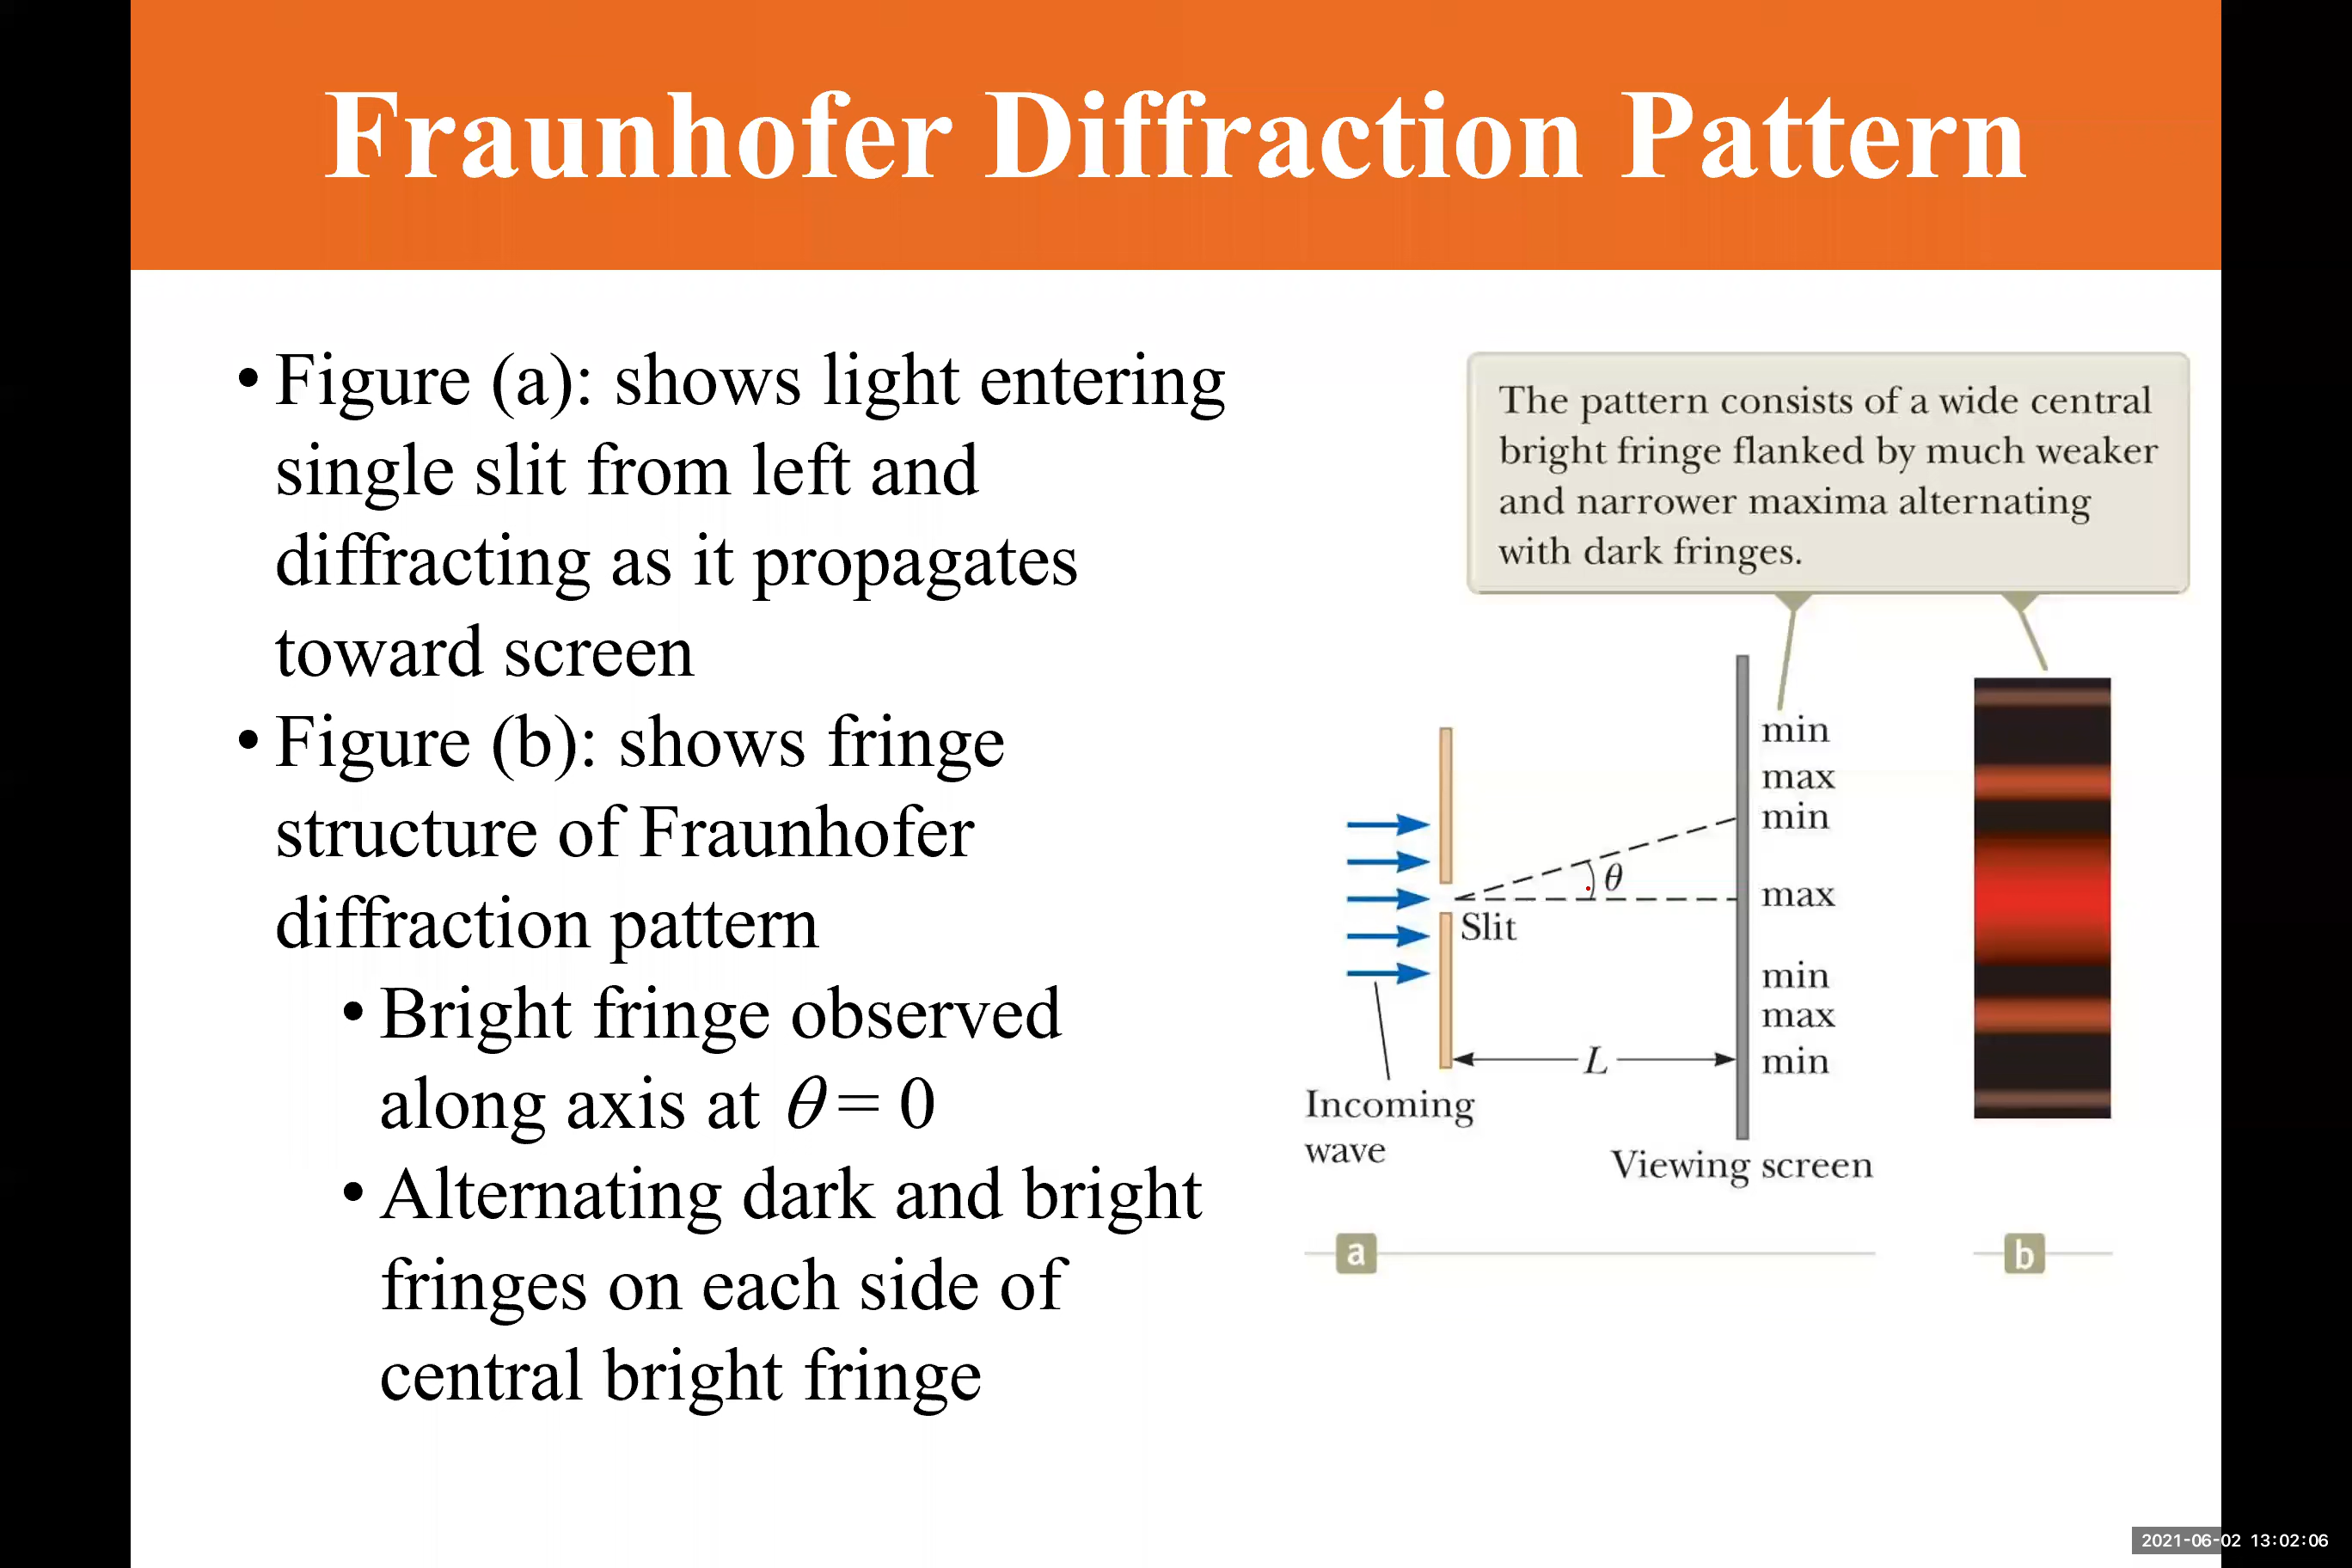 Fraunhofer Diffraction Pattern
• Figure (a): shows light entering
single slit from left and
diffracting as it propagates
toward screen
• Figure (b): shows fringe
structure of Fraunhofer
diffraction pattern
• Bright fringe observed
along axis at θ = 0
• Alternating dark and bright
fringes on each side of
central bright fringe
The pattern consists of a wide central
bright fringe flanked by much weaker
and narrower maxima alternating
with dark fringes.
min
max
min
θ
max
Slit
min
max
L
min
Incoming
wave
Viewing screen
a
b
2021-06-02 13:02:06